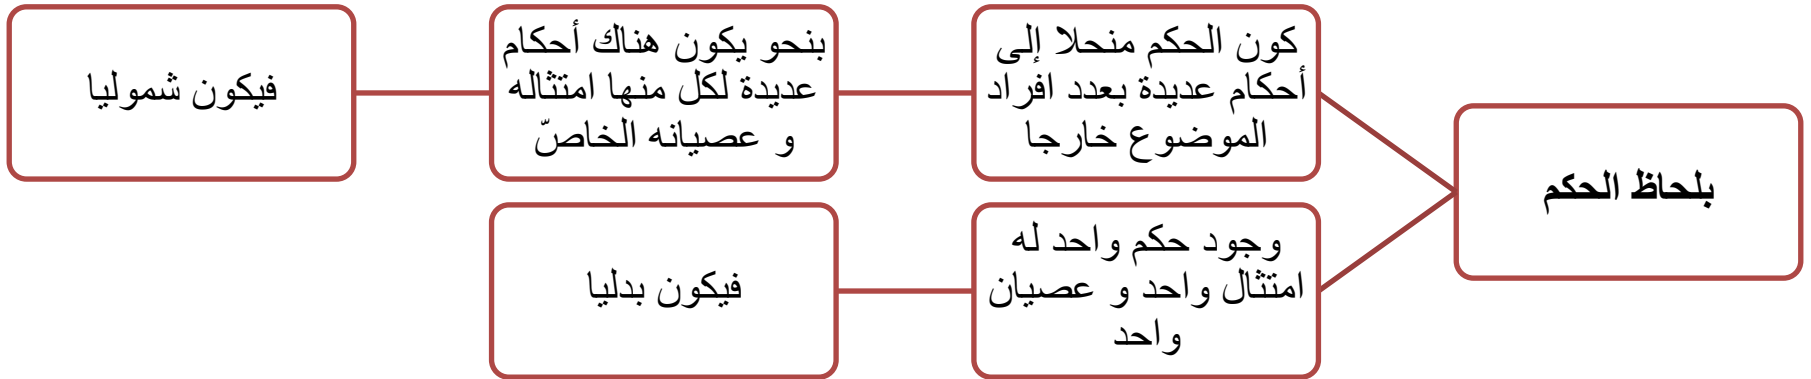 بلحاظ الحكم
كون الحكم منحلا إلى
أحكام عديدة بعدد افراد
الموضوع خارجا
بنحو يكون هناك أحكام
عديدة لكل منها امتثاله
و عصيانه الخاصّ
فيكون شموليا
وجود حكم واحد له
امتثال واحد و عصيان
واحد
فيكون بدليا